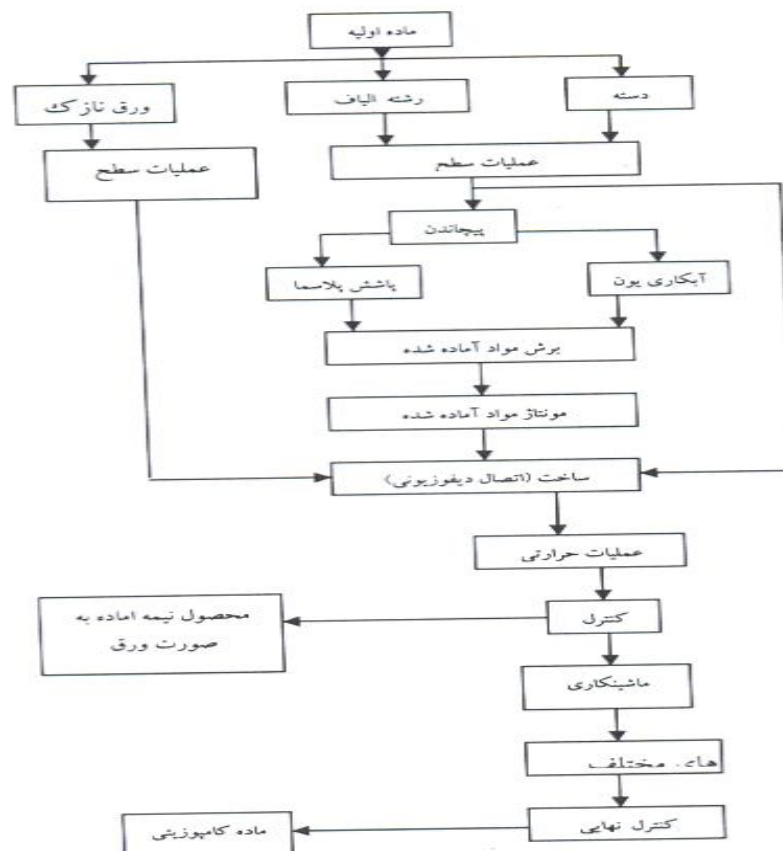 ماده اولیه
دسته
رشته الیاف
ورق نازک
عملیات سطح
عملیات سطح
پیچاندن
آبکاری یون
پاشش پلاسما
برش مواد آماده شده
مونتاژ مواد آماده شده
ساخت (اتصال دیفوزیونی)
عملیات حرارتی
کنترل
محصول نیمه اماده به
صورت ورق
ماشینکاری
های مختلف
کنترل نهایی
ماده کامپوزیتی